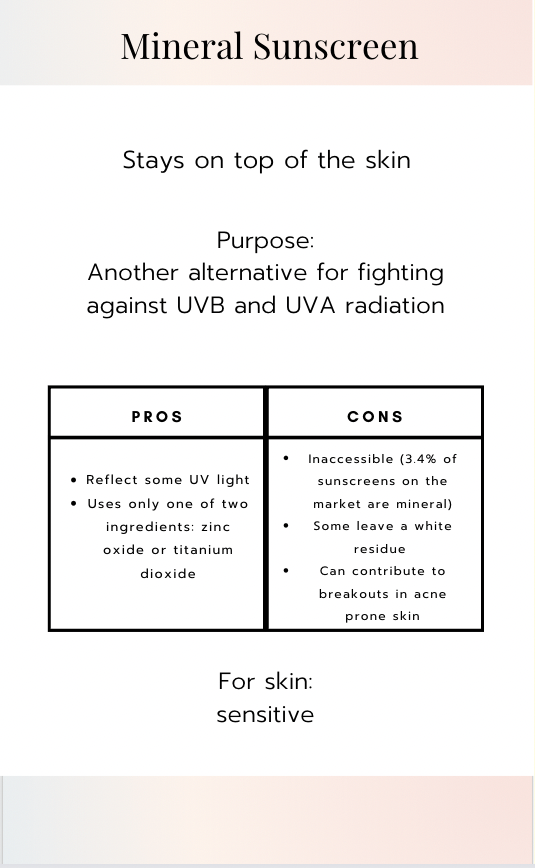 Mineral Sunscreen
Stays on top of the skin
Purpose:
Another alternative for fighting
against UVB and UVA radiation
PROS
• Reflect some UV light
• Uses only one of two
ingredients: zinc
oxide or titanium
dioxide
CONS
• Inaccessible (3.4% of
sunscreens on the
market are mineral)
• Some leave a white
residue
• Can contribute to
breakouts in acne
prone skin
For skin:
sensitive